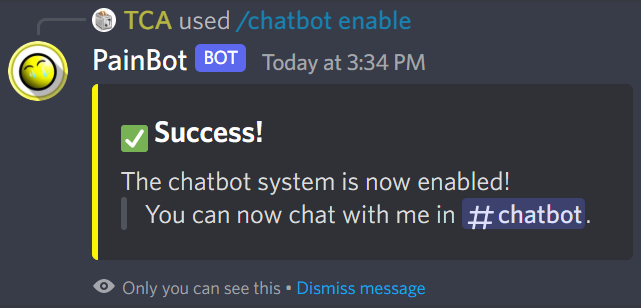 TCA used /chatbot enable
PainBot BOT Today at 3:34 PM
Success!
The chatbot system is now enabled!
You can now chat with me in #chatbot.
Only you can see this • Dismiss message